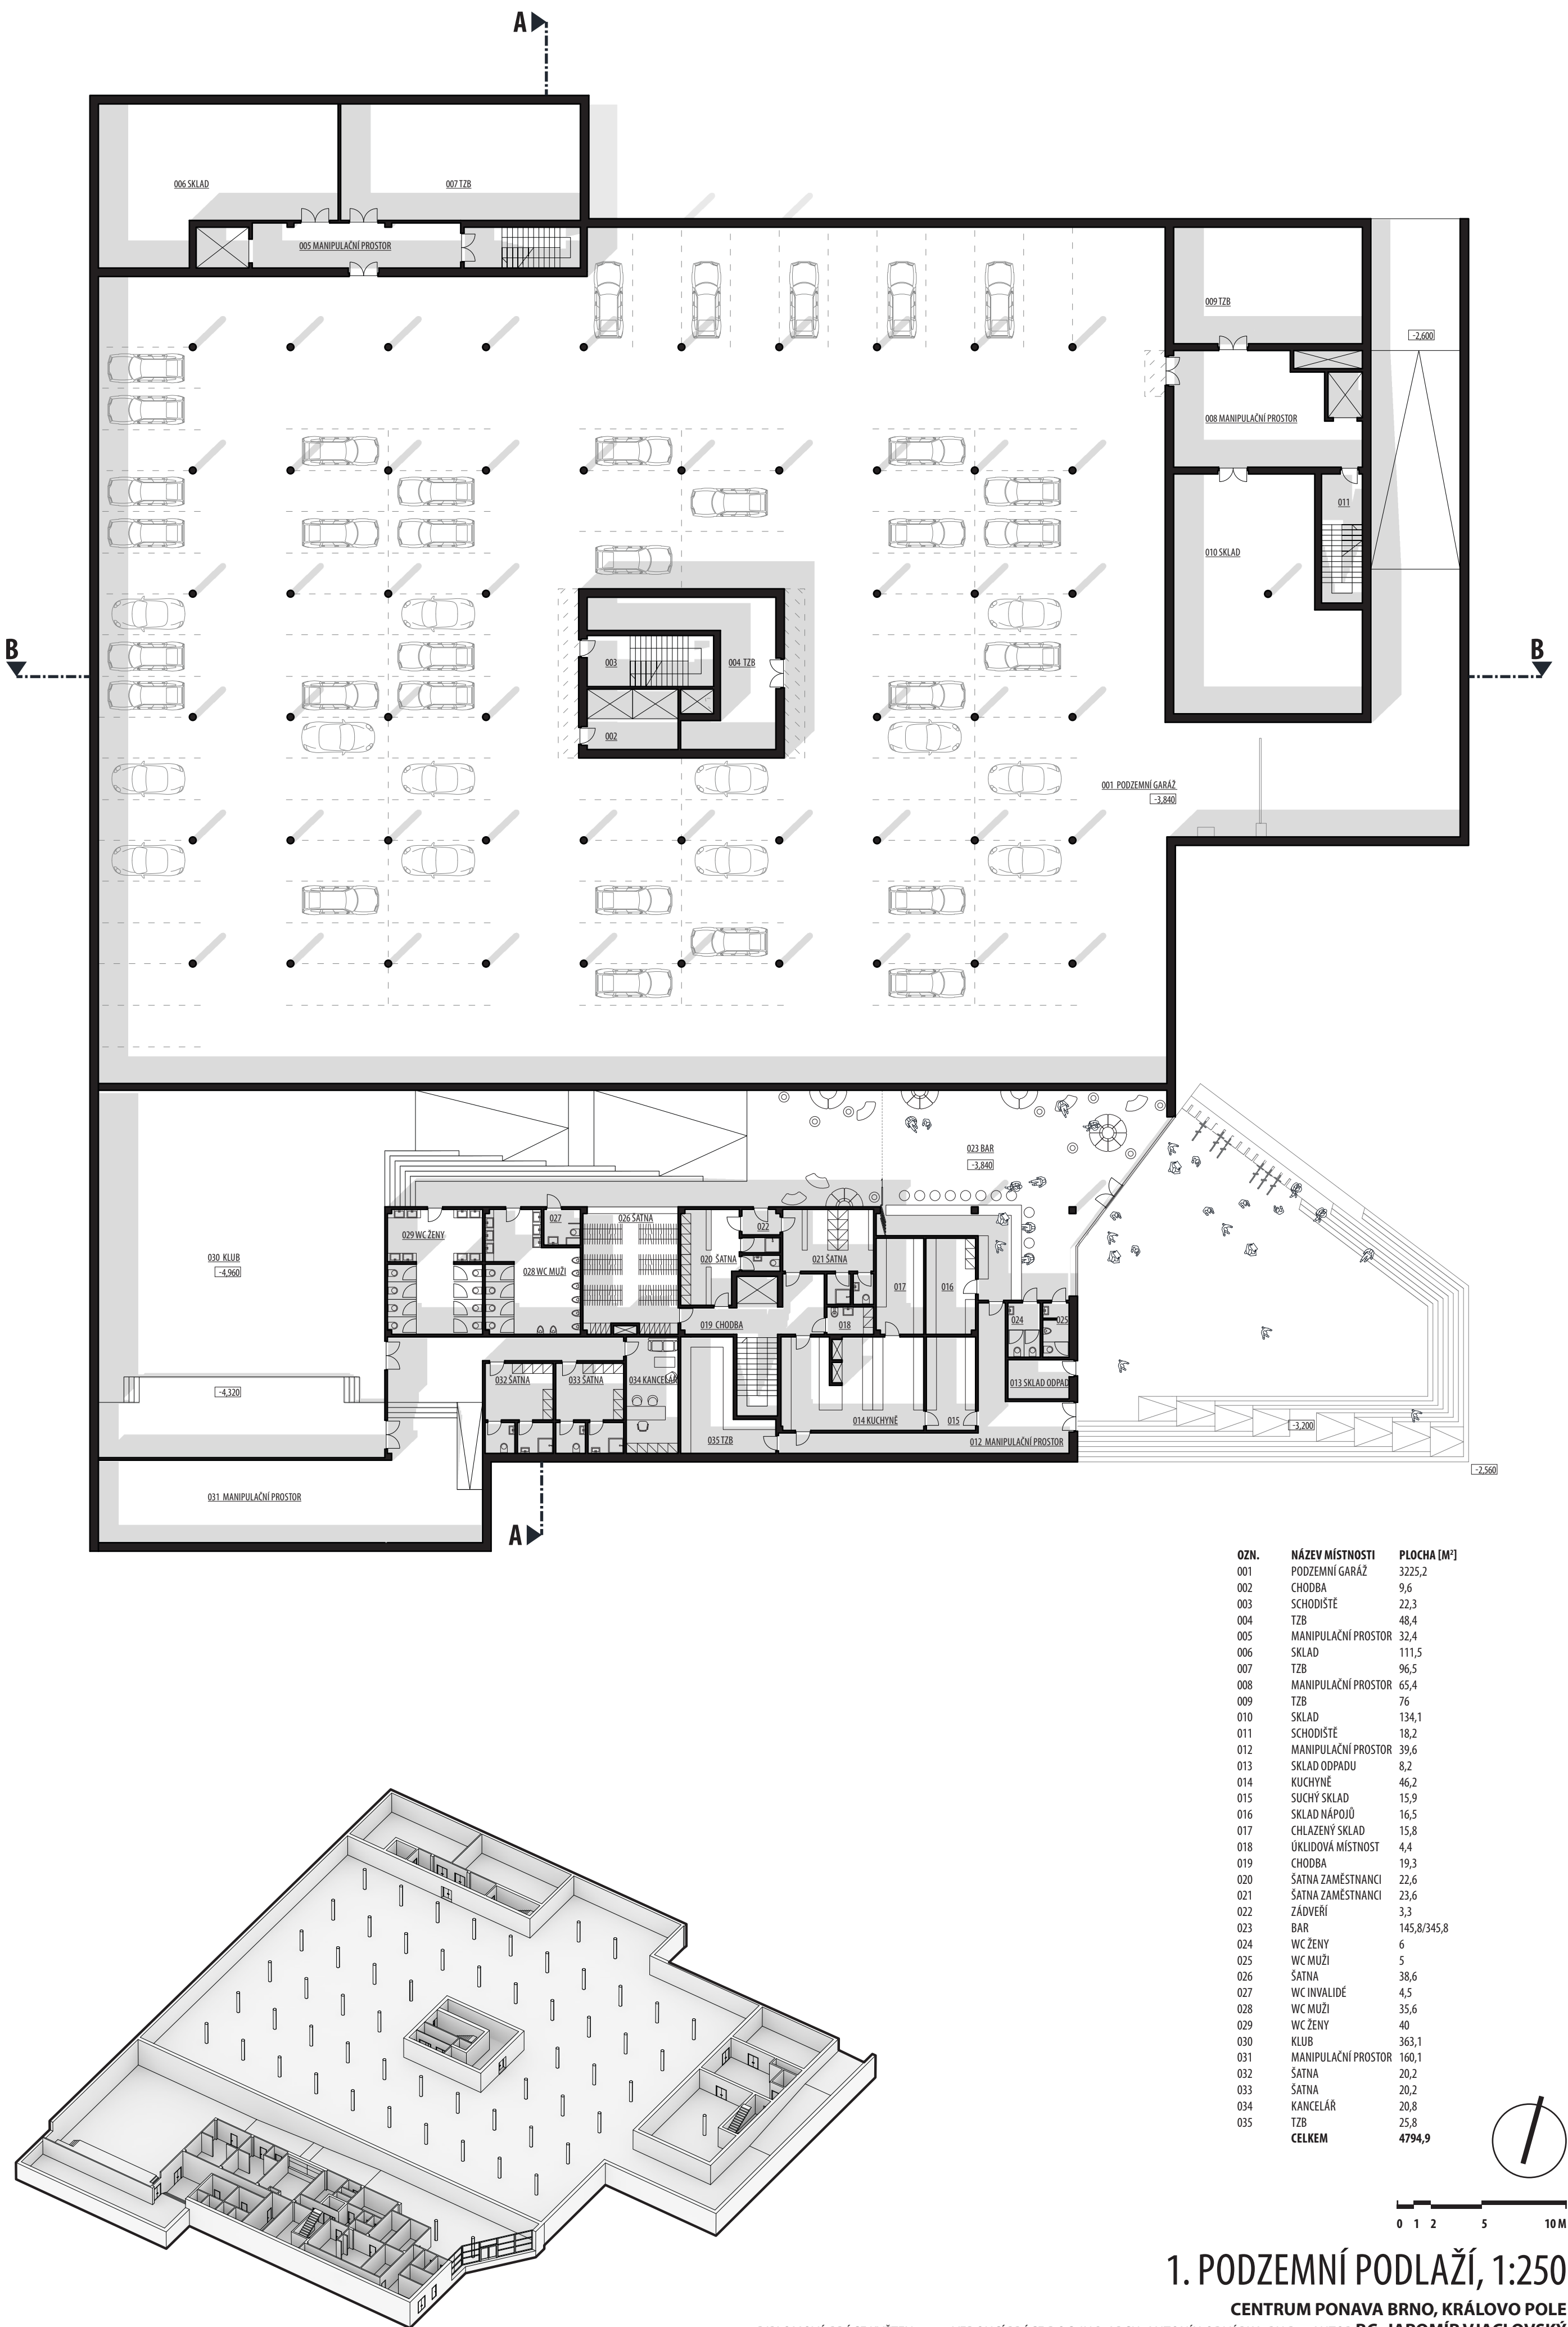 A
006 SKLAD
007 TZB
005 MANIPULAČNÍ PROSTOR
009 TZB
-2,600
008 MANIPULAČNÍ PROSTOR
011
010 SKLAD
B
B
003
004 TZB
002
001 PODZEMNÍ GARÁŽ
-3,840
023 BAR
-3,840
027
026 ŠATNA
022
029 WC ŽENY
030 KLUB
-4,960
028 WC MUŽI
020 ŠATNA
021 ŠATNA
017
016
019 CHODBA
018
024
025
-4,320
032 ŠATNA
033 ŠATNA
034 KANCELÁŘ
013 SKLAD ODPAD
014 KUCHYNĚ
015
-3,200
035 TZB
012 MANIPULAČNÍ PROSTOR
-2,560
031 MANIPULAČNÍ PROSTOR
A
OZN. NÁZEV MÍSTNOSTI PLOCHA [M²]
001 PODZEMNÍ GARÁŽ 3225,2
002 CHODBA 9,6
003 SCHODIŠTĚ 22,3
004 TZB 48,4
005 MANIPULAČNÍ PROSTOR 32,4
006 SKLAD 111,5
007 TZB 96,5
008 MANIPULAČNÍ PROSTOR 65,4
009 TZB 76
010 SKLAD 134,1
011 SCHODIŠTĚ 18,2
012 MANIPULAČNÍ PROSTOR 39,6
013 SKLAD ODPADU 8,2
014 KUCHYNĚ 46,2
015 SUCHÝ SKLAD 15,9
016 SKLAD NÁPOJŮ 16,5
017 CHLAZENÝ SKLAD 15,8
018 ÚKLIDOVÁ MÍSTNOST 4,4
019 CHODBA 19,3
020 ŠATNA ZAMĚSTNANCI 22,6
021 ŠATNA ZAMĚSTNANCI 23,6
022 ZÁDVEŘÍ 3,3
023 BAR 145,8/345,8
024 WC ŽENY 6
025 WC MUŽI 5
026 ŠATNA 38,6
027 WC INVALIDÉ 4,5
028 WC MUŽI 35,6
029 WC ŽENY 40
030 KLUB 363,1
031 MANIPULAČNÍ PROSTOR 160,1
032 ŠATNA 20,2
033 ŠATNA 20,2
034 KANCELÁŘ 20,8
035 TZB 25,8
CELKEM 4794,9
0 1 2 5 10 M
1. PODZEMNÍ PODLAŽÍ, 1:250
CENTRUM PONAVA BRNO, KRÁLOVO POLE